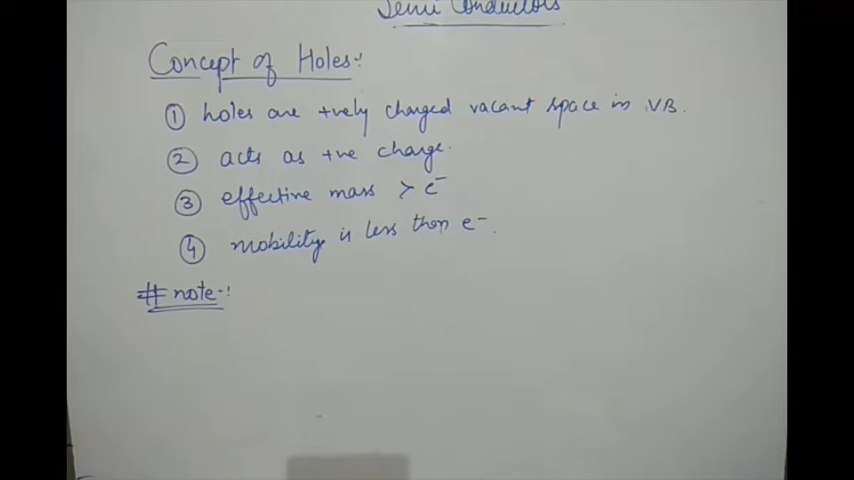 Semi Conductors
Concept of Holes:-
① holes are +vely charged vacant space in VB.
② acts as +ve charge.
③ effective mass > e⁻
④ mobility is less than e⁻.
# note:-